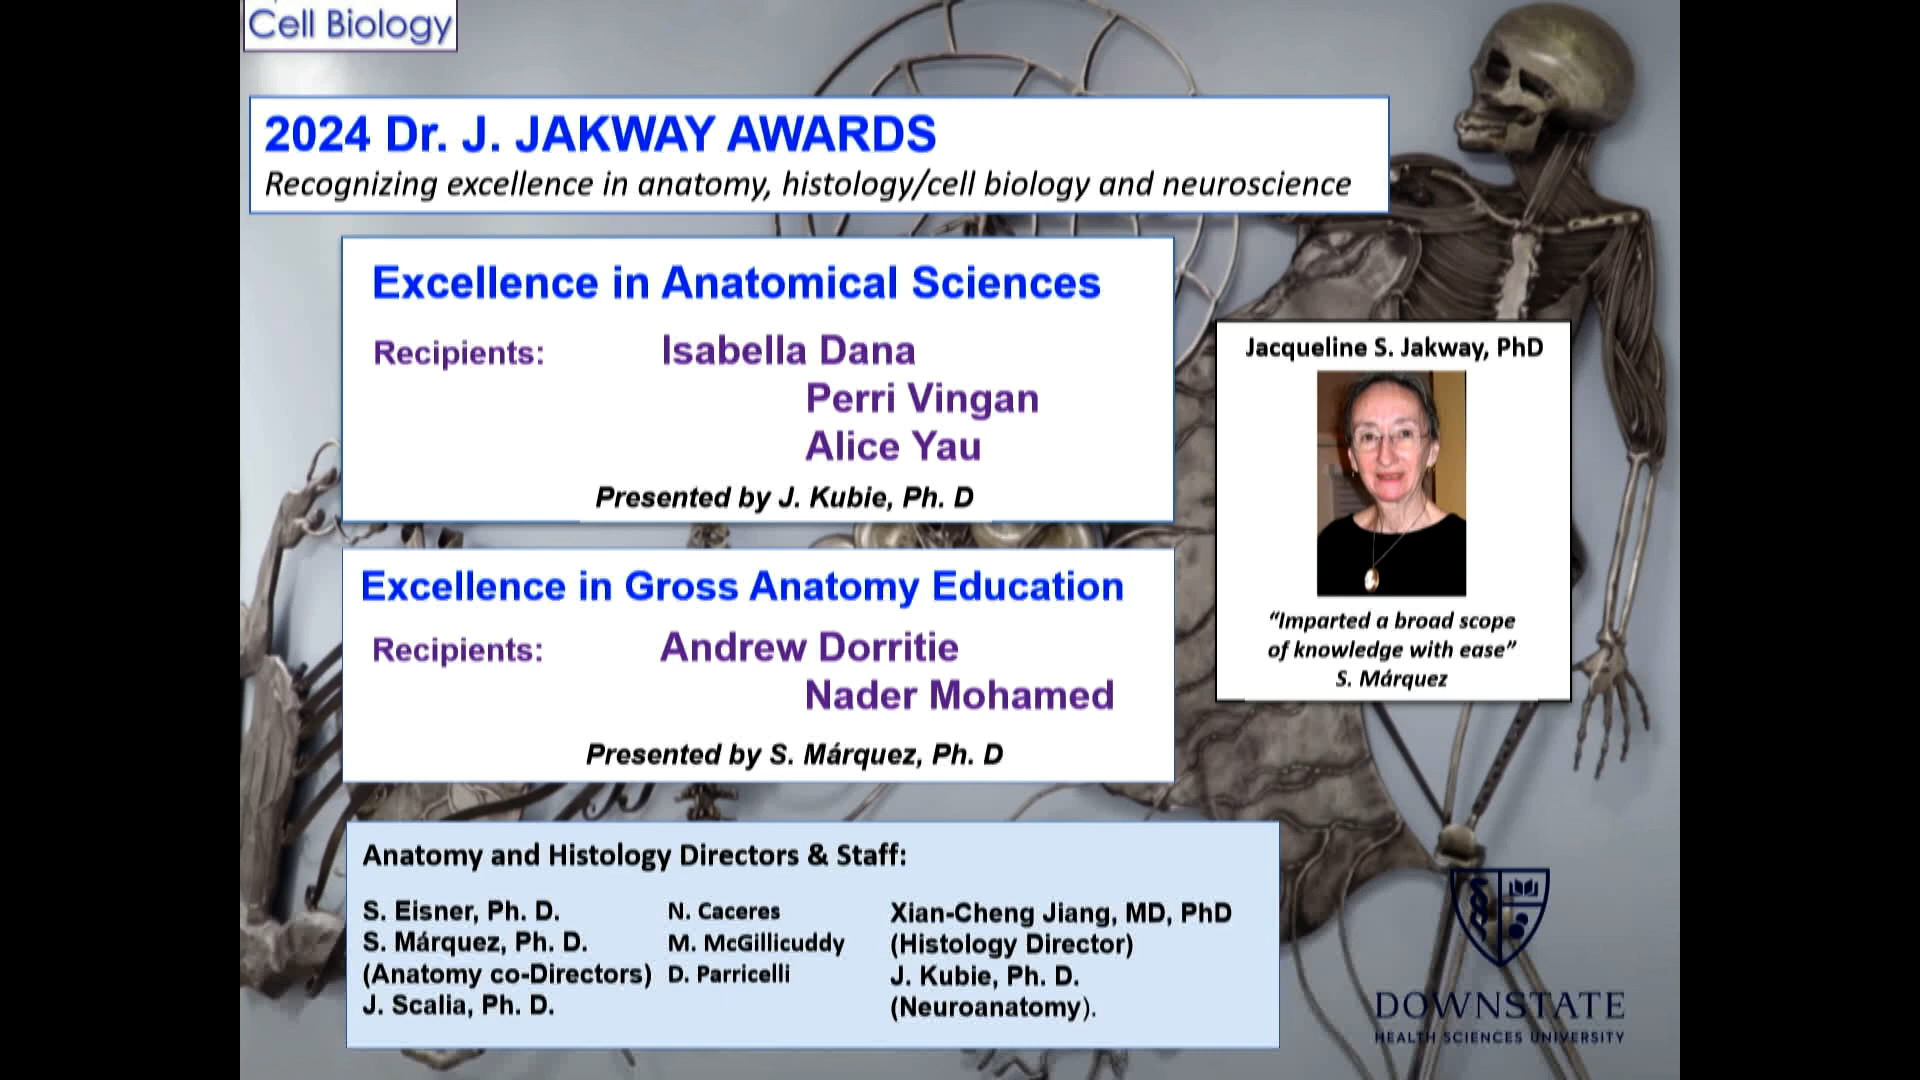 Cell Biology
2024 Dr. J. JAKWAY AWARDS
Recognizing excellence in anatomy, histology/cell biology and neuroscience
Excellence in Anatomical Sciences
Recipients: Isabella Dana
Perri Vingan
Alice Yau
Presented by J. Kubie, Ph. D
Excellence in Gross Anatomy Education
Recipients: Andrew Dorritie
Nader Mohamed
Presented by S. Márquez, Ph. D
Jacqueline S. Jakway, PhD
“Imparted a broad scope
of knowledge with ease”
S. Márquez
Anatomy and Histology Directors & Staff:
S. Eisner, Ph. D.
S. Márquez, Ph. D.
(Anatomy co-Directors)
J. Scalia, Ph. D.
N. Caceres
M. McGillicuddy
D. Parricelli
Xian-Cheng Jiang, MD, PhD
(Histology Director)
J. Kubie, Ph. D.
(Neuroanatomy).
DOWNSTATE
HEALTH SCIENCES UNIVERSITY